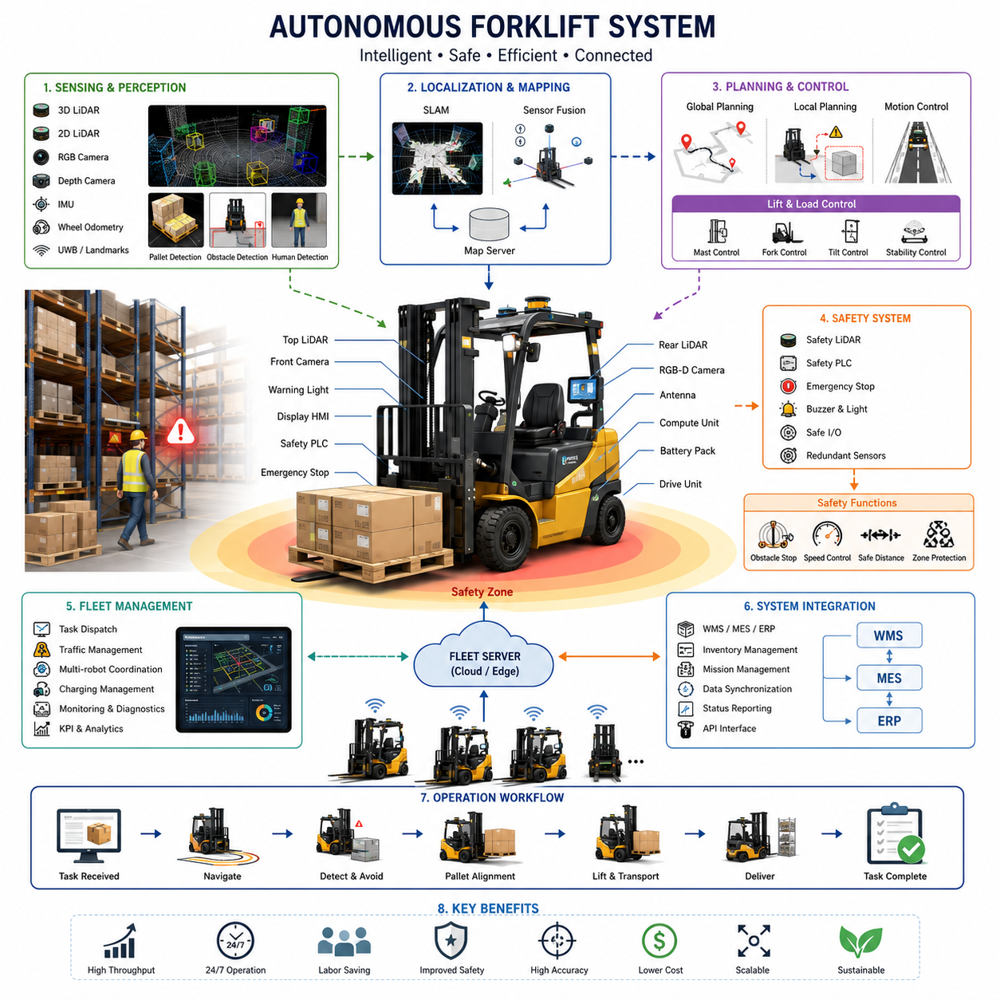 AUTONOMOUS FORKLIFT SYSTEM
Intelligent • Safe • Efficient • Connected
1. SENSING & PERCEPTION
3D LiDAR
2D LiDAR
RGB Camera
Depth Camera
IMU
Wheel Odometry
UWB / Landmarks
Pallet Detection
Obstacle Detection
Human Detection
2. LOCALIZATION & MAPPING
SLAM
Sensor Fusion
Map Server
3. PLANNING & CONTROL
Global Planning
Local Planning
Motion Control
Lift & Load Control
Mast Control
Fork Control
Tilt Control
Stability Control
Top LiDAR
Front Camera
Warning Light
Display HMI
Safety PLC
Emergency Stop
Rear LiDAR
RGB-D Camera
Antenna
Compute Unit
Battery Pack
Drive Unit
Safety Zone
4. SAFETY SYSTEM
Safety LiDAR
Safety PLC
Emergency Stop
Buzzer & Light
Safe I/O
Redundant Sensors
Safety Functions
Obstacle Stop
Speed Control
Safe Distance
Zone Protection
5. FLEET MANAGEMENT
Task Dispatch
Traffic Management
Multi-robot Coordination
Charging Management
Monitoring & Diagnostics
KPI & Analytics
FLEET SERVER
(Cloud / Edge)
6. SYSTEM INTEGRATION
WMS / MES / ERP
Inventory Management
Mission Management
Data Synchronization
Status Reporting
API Interface
WMS
MES
ERP
7. OPERATION WORKFLOW
Task Received
Navigate
Detect & Avoid
Pallet Alignment
Lift & Transport
Deliver
Task Complete
8. KEY BENEFITS
High Throughput
24/7
24/7 Operation
Labor Saving
Improved Safety
High Accuracy
Lower Cost
Scalable
Sustainable